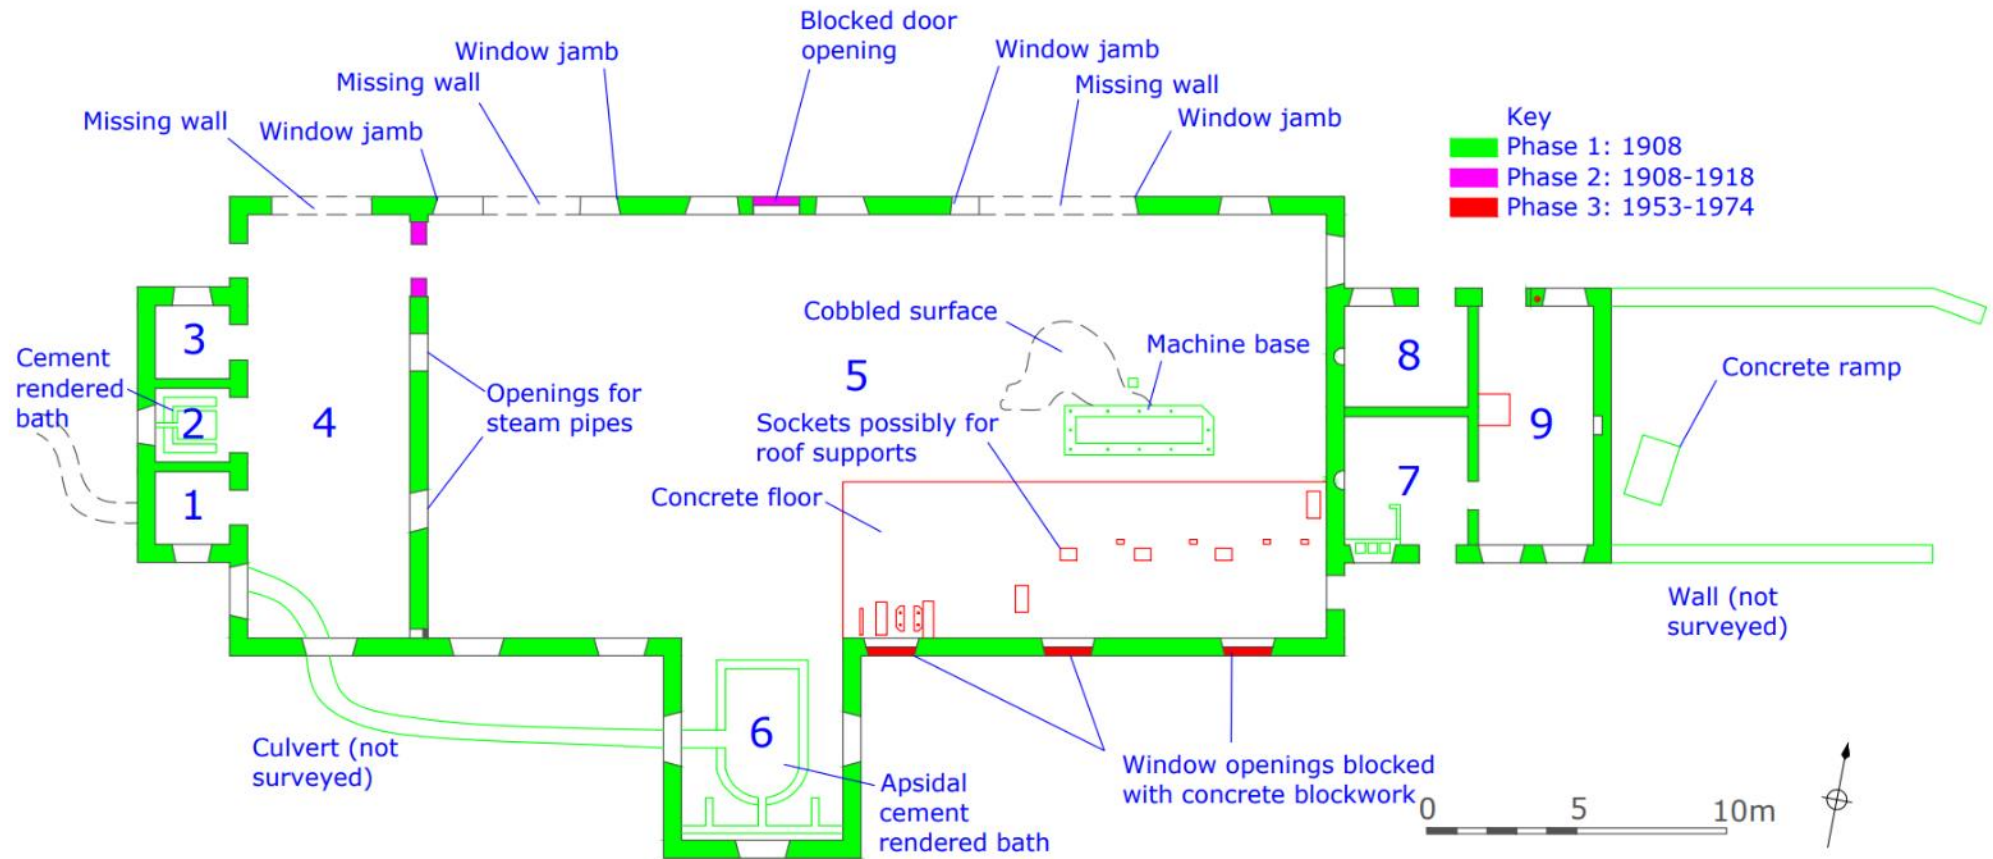 Blocked door
opening
Window jamb
Window jamb
Missing wall
Missing wall
Missing wall
Window jamb
Window jamb
Key
Phase 1: 1908
Phase 2: 1908-1918
Phase 3: 1953-1974
Cobbled surface
Machine base
3
Cement
rendered
bath
2
4
Openings for
steam pipes
5
8
Concrete ramp
Sockets possibly for
roof supports
9
1
Concrete floor
7
Wall (not
surveyed)
6
Culvert (not
surveyed)
Apsidal
cement
rendered bath
Window openings blocked
with concrete blockwork
0 5 10m